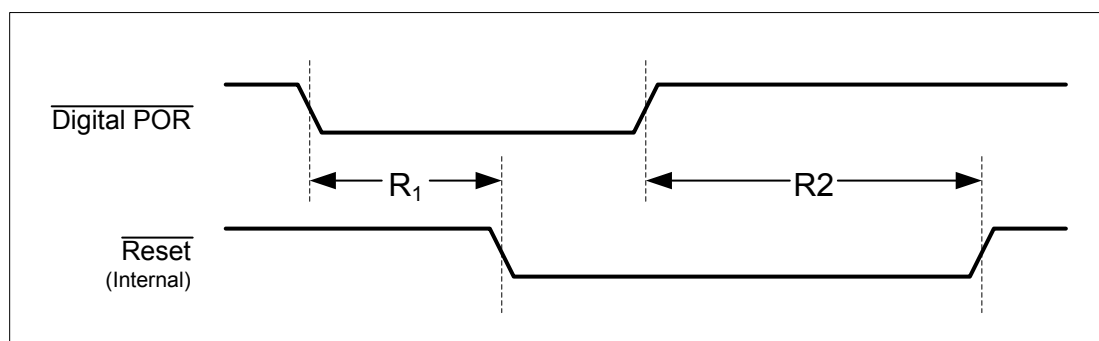 Digital POR
R₁
R2
Reset
(Internal)